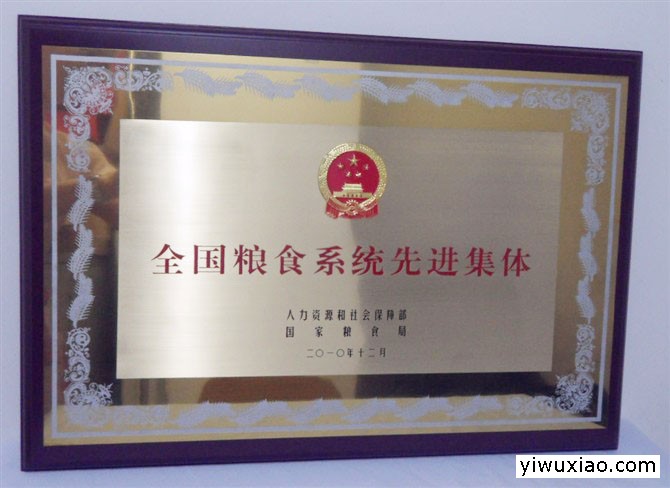 全国粮食系统先进集体
人力资源和社会保障部
国家粮食局
二〇一〇年十二月
yiwuxiao.com